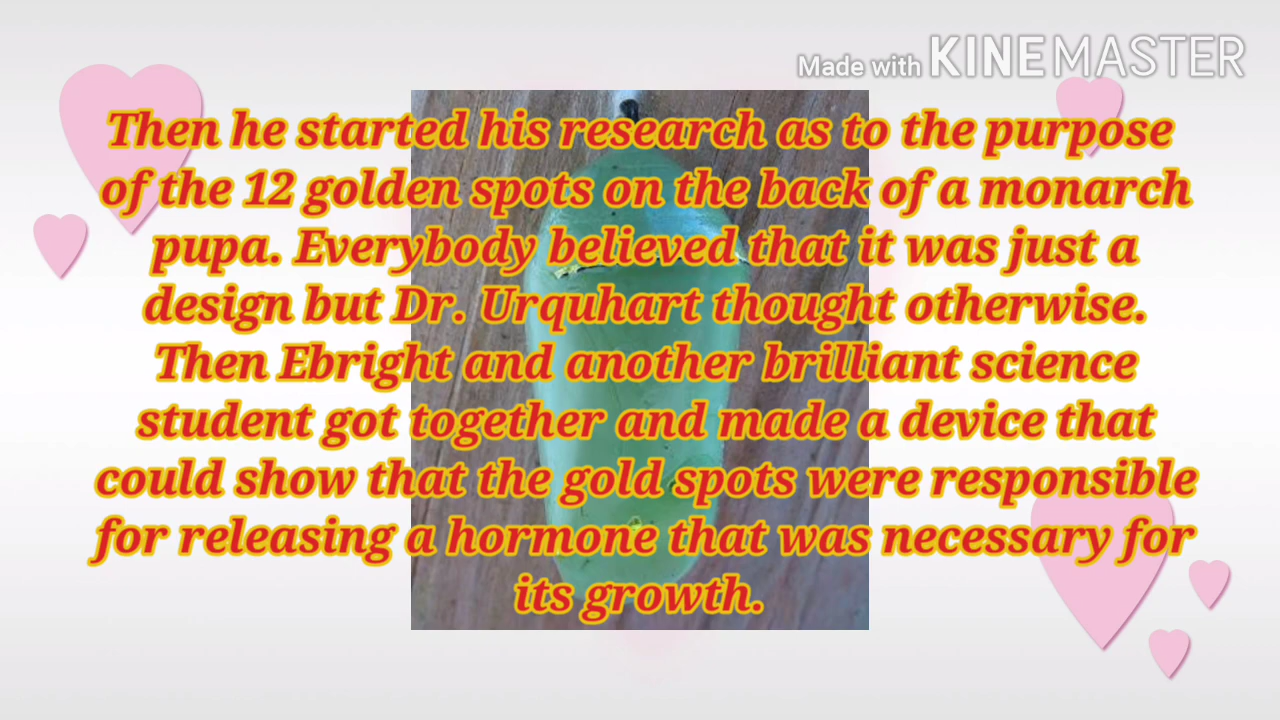 Made with KINEMASTER
Then he started his research as to the purpose
of the 12 golden spots on the back of a monarch
pupa. Everybody believed that it was just a
design but Dr. Urquhart thought otherwise.
Then Ebright and another brilliant science
student got together and made a device that
could show that the gold spots were responsible
for releasing a hormone that was necessary for
its growth.